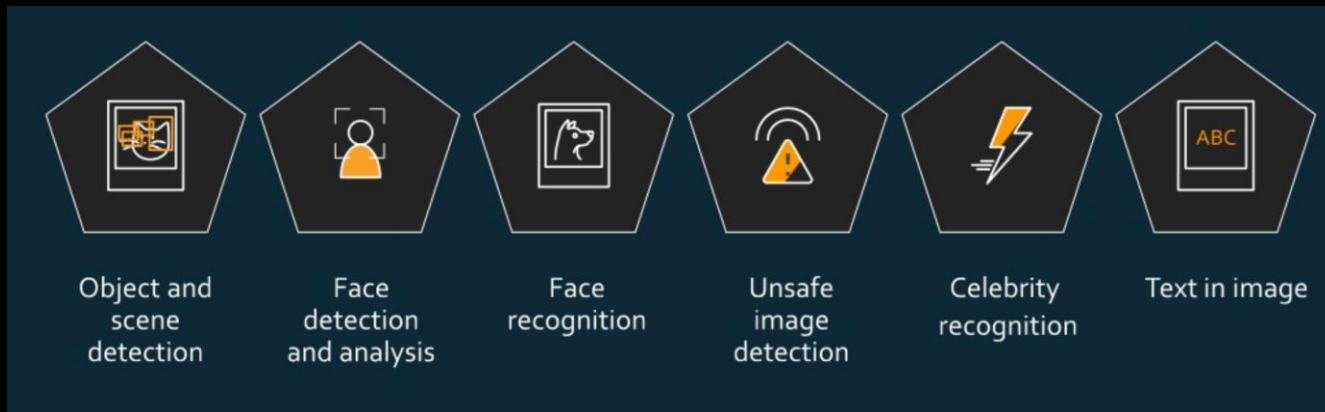 ABC
Object and
scene
detection
Face
detection
and analysis
Face
recognition
Unsafe
image
detection
Celebrity
recognition
Text in image